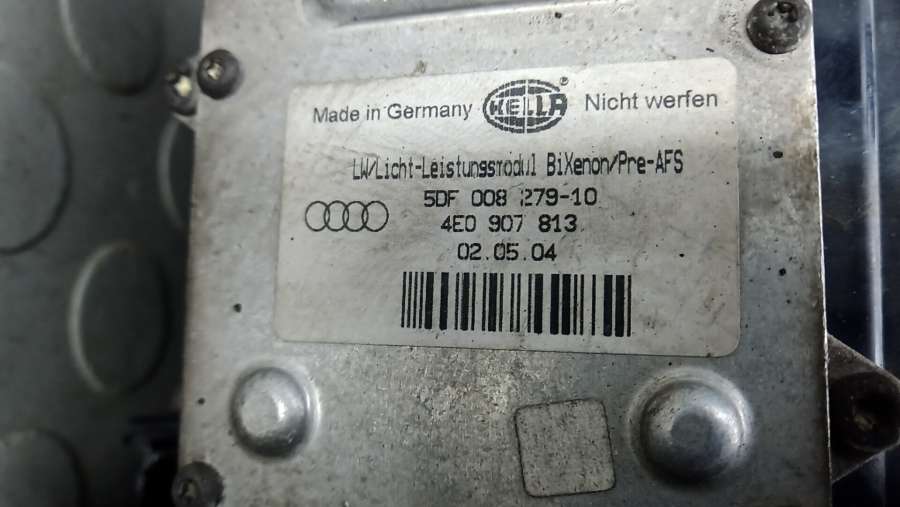 Made in Germany HELLA ® Nicht werfen
LW/Licht-Leistungsmodul BiXenon/Pre-AFS
5DF 008 279-10
4E0 907 813
02.05.04